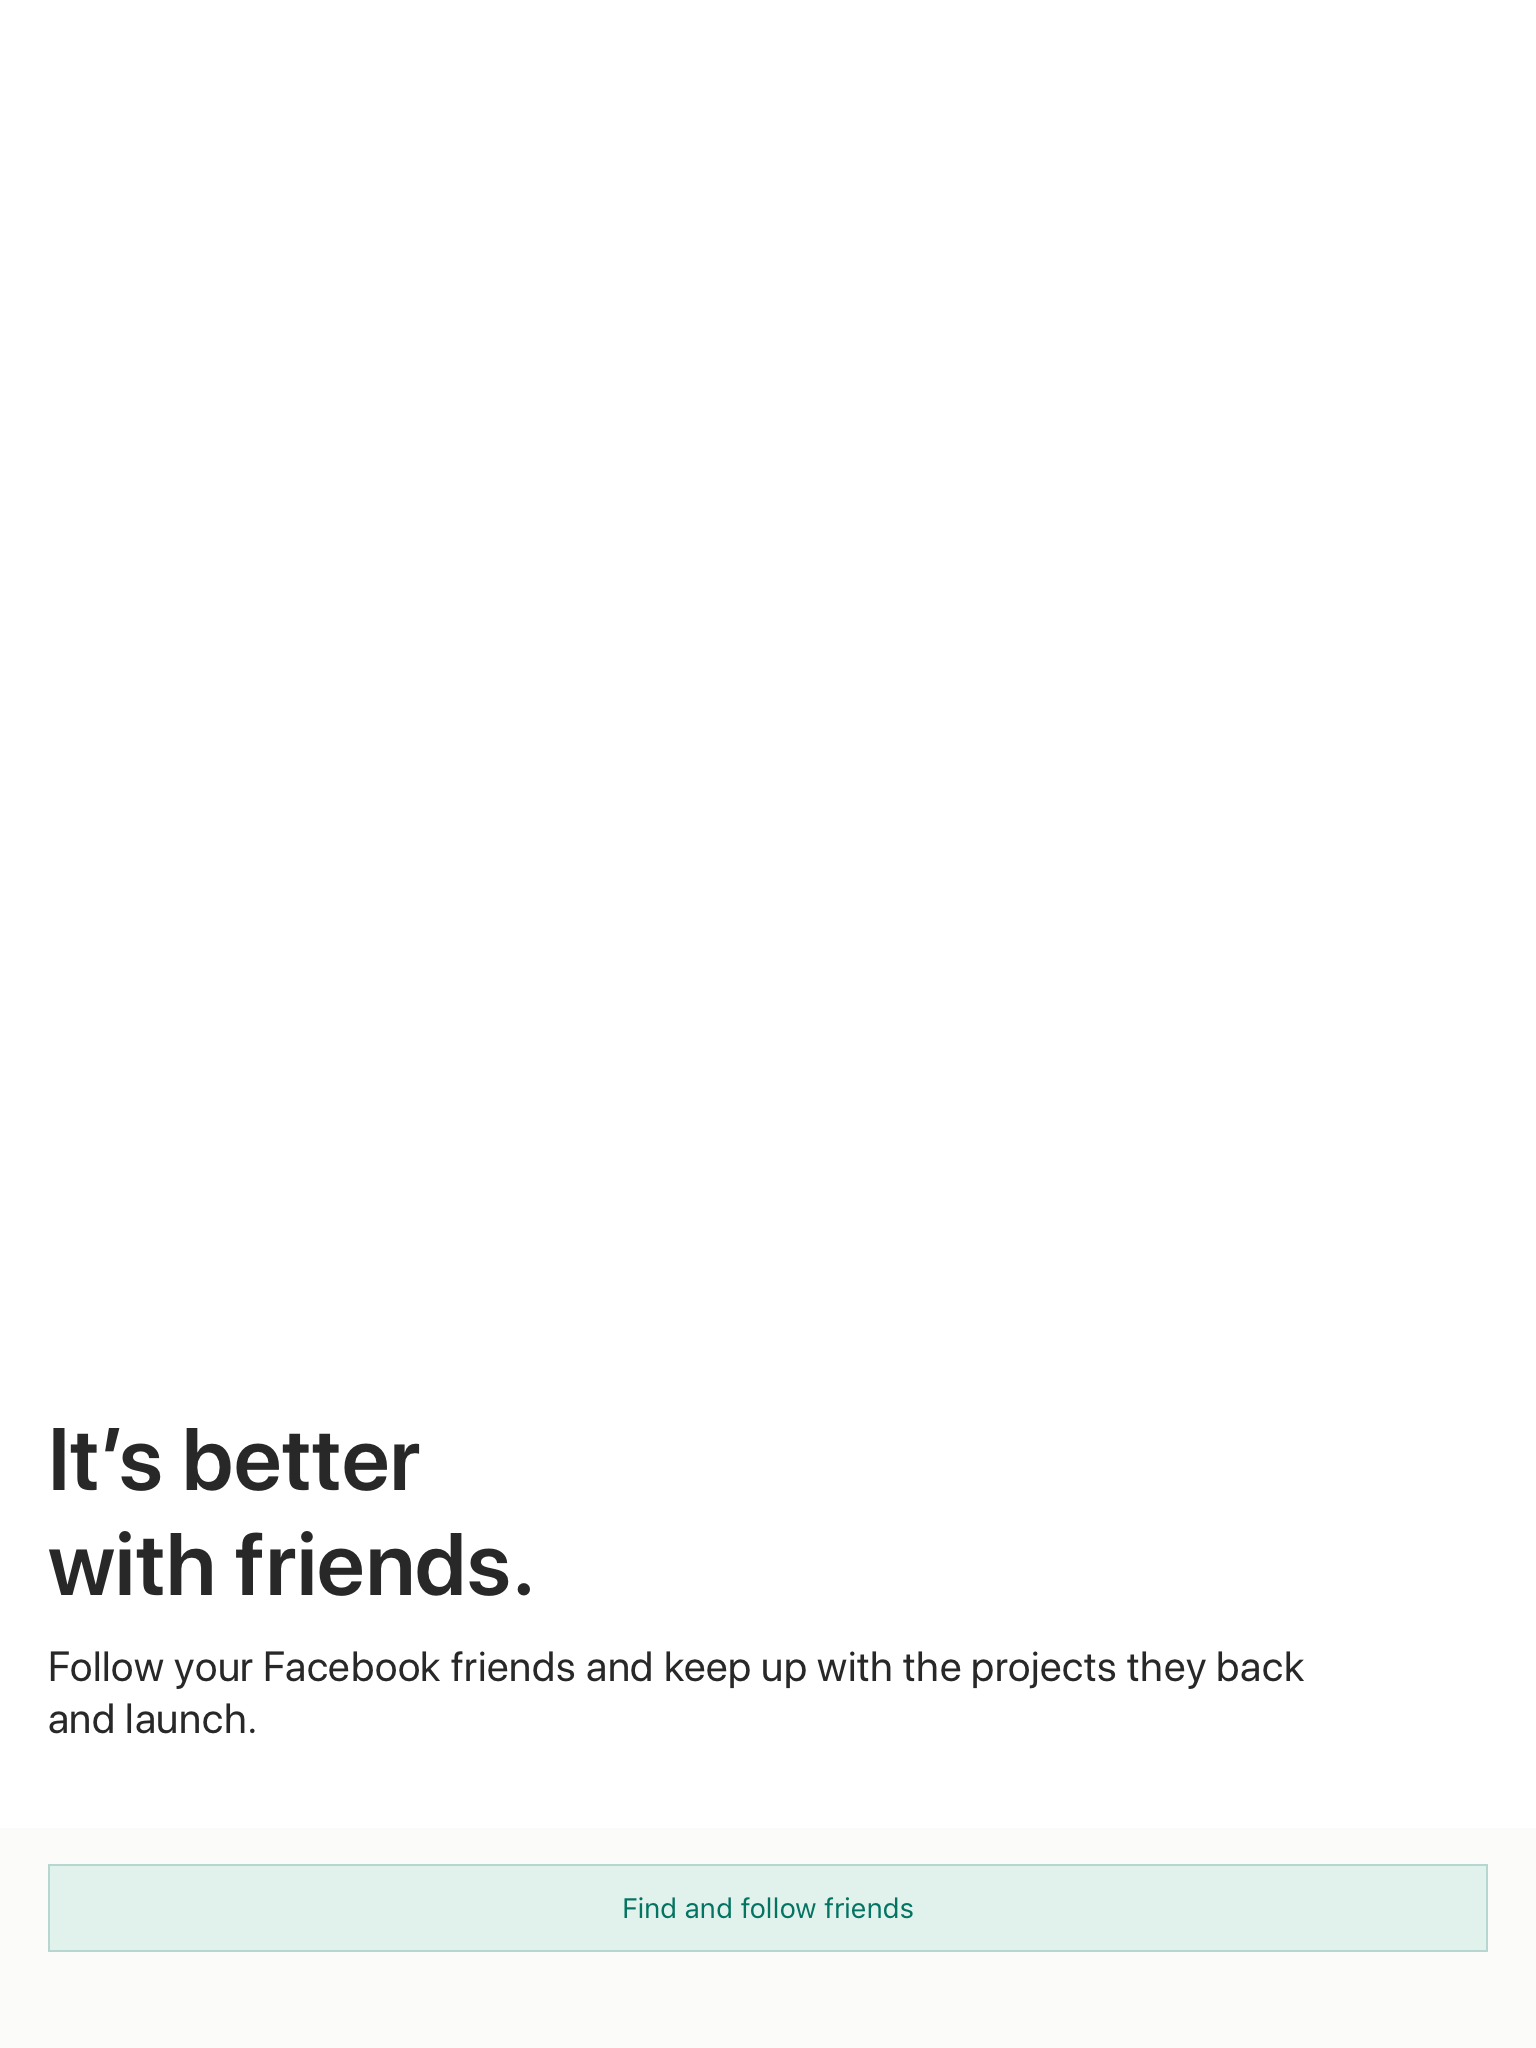 It’s better
with friends.
Follow your Facebook friends and keep up with the projects they back
and launch.
Find and follow friends